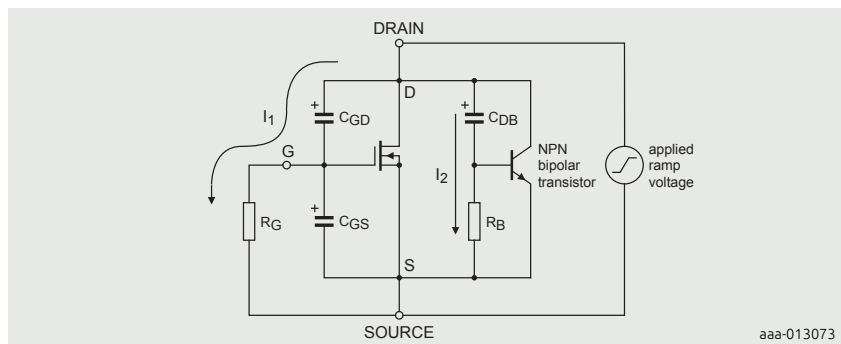 DRAIN
D
+
CGD
+
CDB
I1
G
NPN
bipolar
transistor
applied
ramp
voltage
I2
+
CGS
RG
RB
S
SOURCE
aaa-013073